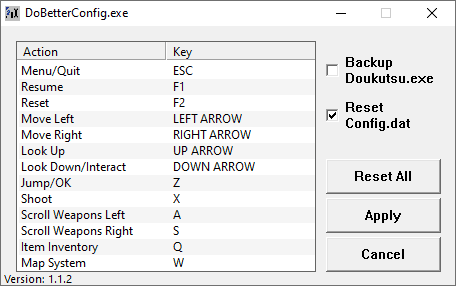 DoBetterConfig.exe
Action Key
Menu/Quit ESC
Resume F1
Reset F2
Move Left LEFT ARROW
Move Right RIGHT ARROW
Look Up UP ARROW
Look Down/Interact DOWN ARROW
Jump/OK Z
Shoot X
Scroll Weapons Left A
Scroll Weapons Right S
Item Inventory Q
Map System W
Backup
Doukutsu.exe
Reset
Config.dat
Reset All
Apply
Cancel
Version: 1.1.2